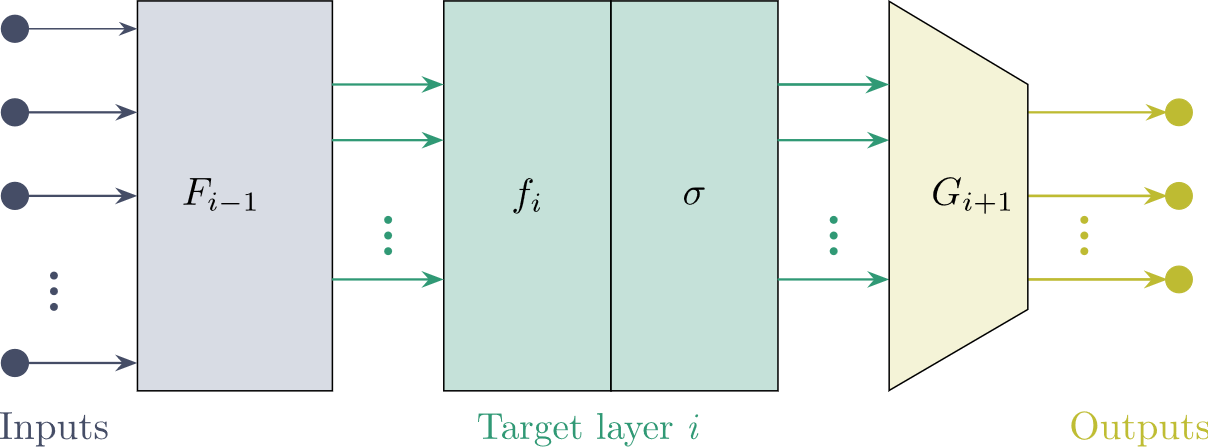 F_{i−1}
f_i
σ
G_{i+1}
Inputs
Target layer i
Outputs